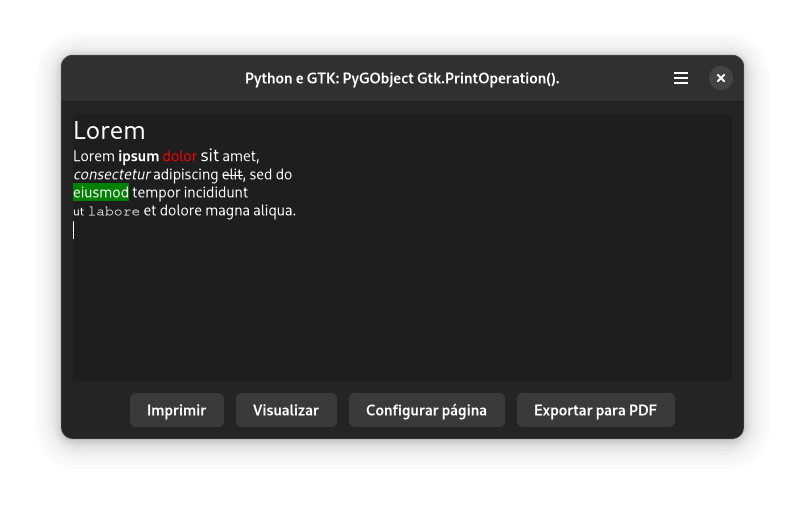 Python e GTK: PyGObject Gtk.PrintOperation().
Lorem
Lorem ipsum dolor sit amet,
consectetur adipiscing elit, sed do
eiusmod tempor incididunt
ut labore et dolore magna aliqua.
Imprimir Visualizar Configurar página Exportar para PDF